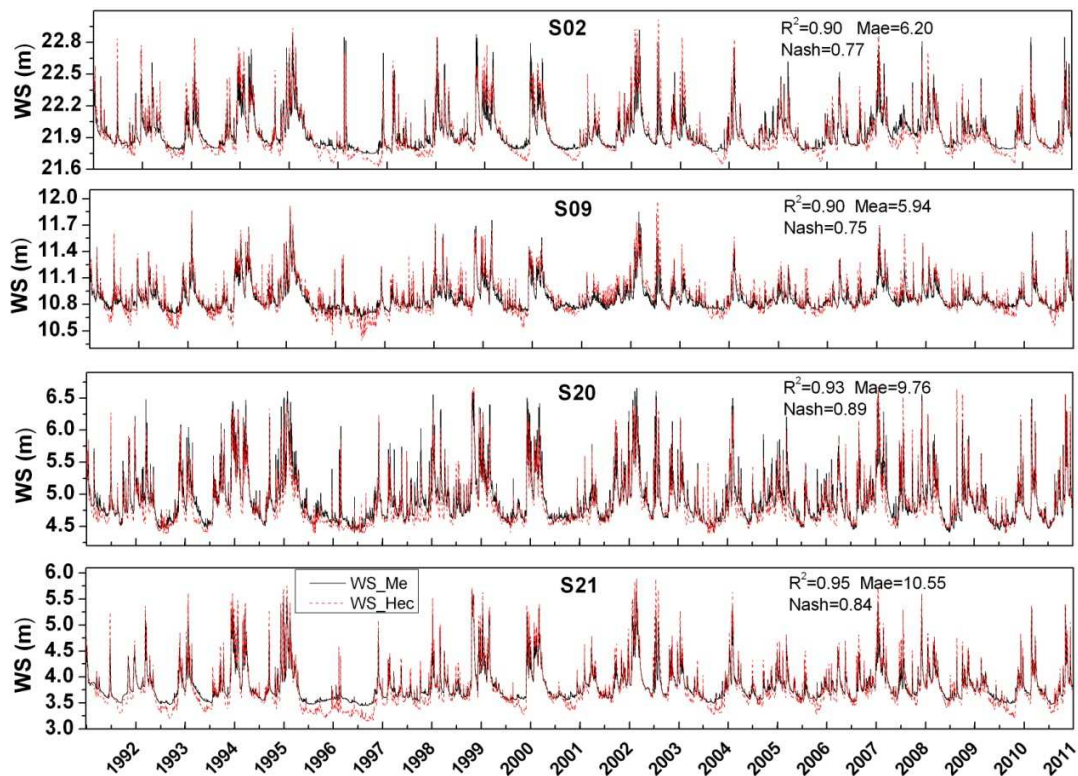 S02
R²=0.90 Mae=6.20
Nash=0.77
WS (m)
22.8
22.5
22.2
21.9
21.6
S09
R²=0.90 Mea=5.94
Nash=0.75
WS (m)
12.0
11.7
11.4
11.1
10.8
10.5
S20
R²=0.93 Mae=9.76
Nash=0.89
WS (m)
6.5
6.0
5.5
5.0
4.5
S21
WS_Me
WS_Hec
R²=0.95 Mae=10.55
Nash=0.84
WS (m)
6.0
5.5
5.0
4.5
4.0
3.5
3.0
1992 1993 1994 1995 1996 1997 1998 1999 2000 2001 2002 2003 2004 2005 2006 2007 2008 2009 2010 2011